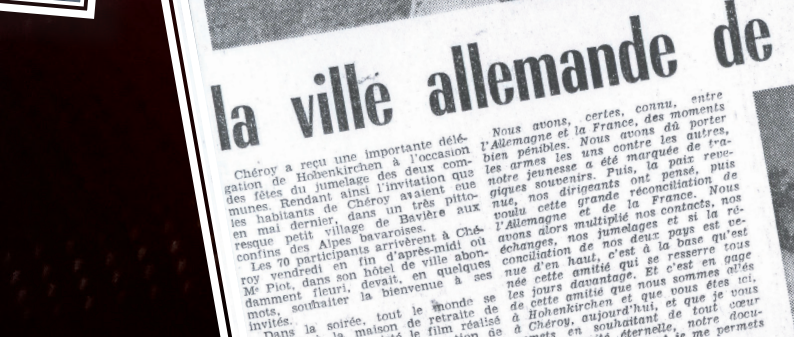 la ville allemande de
Chéroy a reçu une importante délé-
gation de Hohenkirchen à l'occasion
des fêtes du jumelage des deux com-
munes. Rendant ainsi l'invitation que
les habitants de Chéroy avaient eue
en mai dernier, dans un très pitto-
resque petit village de Bavière aux
confins des Alpes bavaroises.
Les 70 participants arrivèrent à Ché-
roy vendredi en fin d'après-midi où
Me Piot, dans son hôtel de ville abon-
damment fleuri, devait, en quelques
mots, souhaiter la bienvenue à ses
invités.
Dans la soirée, tout le monde se
à la maison de retraite de
le film réalisé
de
Nous avons, certes, connu, entre
l'Allemagne et la France, des moments
bien pénibles. Nous avons dû porter
les armes les uns contre les autres,
notre jeunesse a été marquée de tra-
giques souvenirs. Puis, la paix reve-
nue, nos dirigeants ont pensé, puis
voulu cette grande réconciliation de
l'Allemagne et de la France. Nous
avons alors multiplié nos contacts, nos
échanges, nos jumelages et si la ré-
conciliation de nos deux pays est ve-
nue d'en haut, c'est à la base qu'est
née cette amitié qui se resserre tous
les jours davantage. Et c'est en gage
de cette amitié que nous sommes allés
à Hohenkirchen et que vous êtes ici,
à Chéroy, aujourd'hui, et que je vous
en souhaitant de tout cœur
éternelle, notre docu-
je me permets